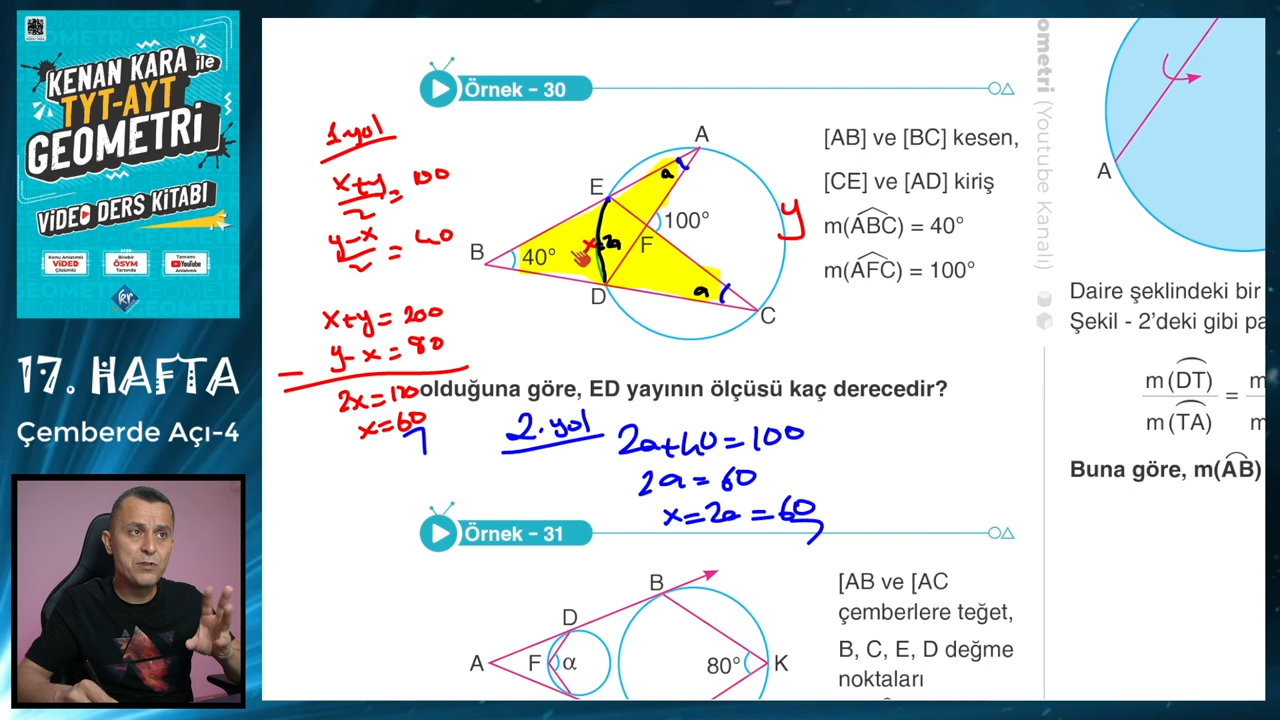 KENAN KARA ile
TYT-AYT
GEOMETRİ
VİDEO DERS KİTABI
17. HAFTA
Çemberde Açı-4
Örnek - 30
1.yol
x+y/2 = 100
y-x/2 = 40
x+y = 200
y-x = 80
2x = 120
x=60
A
E
a
100°
y
B
40°
x=2a
F
D
a
C
[AB] ve [BC] kesen,
[CE] ve [AD] kiriş
m(ABC) = 40°
m(AFC) = 100°
olduğuna göre, ED yayının ölçüsü kaç derecedir?
2.yol
2a+40=100
2a=60
x=2a=60
Örnek - 31
B
D
A
F
α
80°
K
[AB ve [AC
çemberlere teğet,
B, C, E, D değme
noktaları
ometri (Youtube Kanalı)
A
Daire şeklindeki bir
Şekil - 2'deki gibi pa
m(DT)/m(TA) =
Buna göre, m(AB)